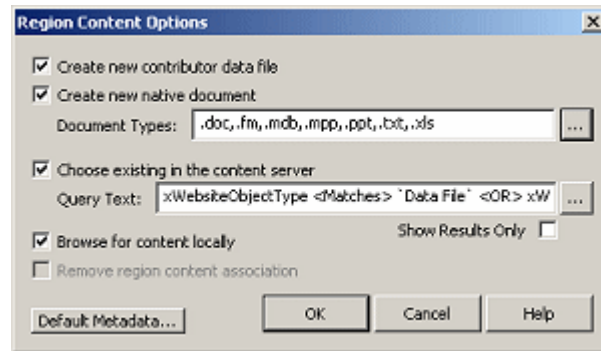 Region Content Options
Create new contributor data file
Create new native document
Document Types: .doc,.fm,.mdb,.mpp,.ppt,.txt,.xls ...
Choose existing in the content server
Query Text: xWebsiteObjectType <Matches> `Data File` <OR> xW ...
Show Results Only
Browse for content locally
Remove region content association
Default Metadata... OK Cancel Help